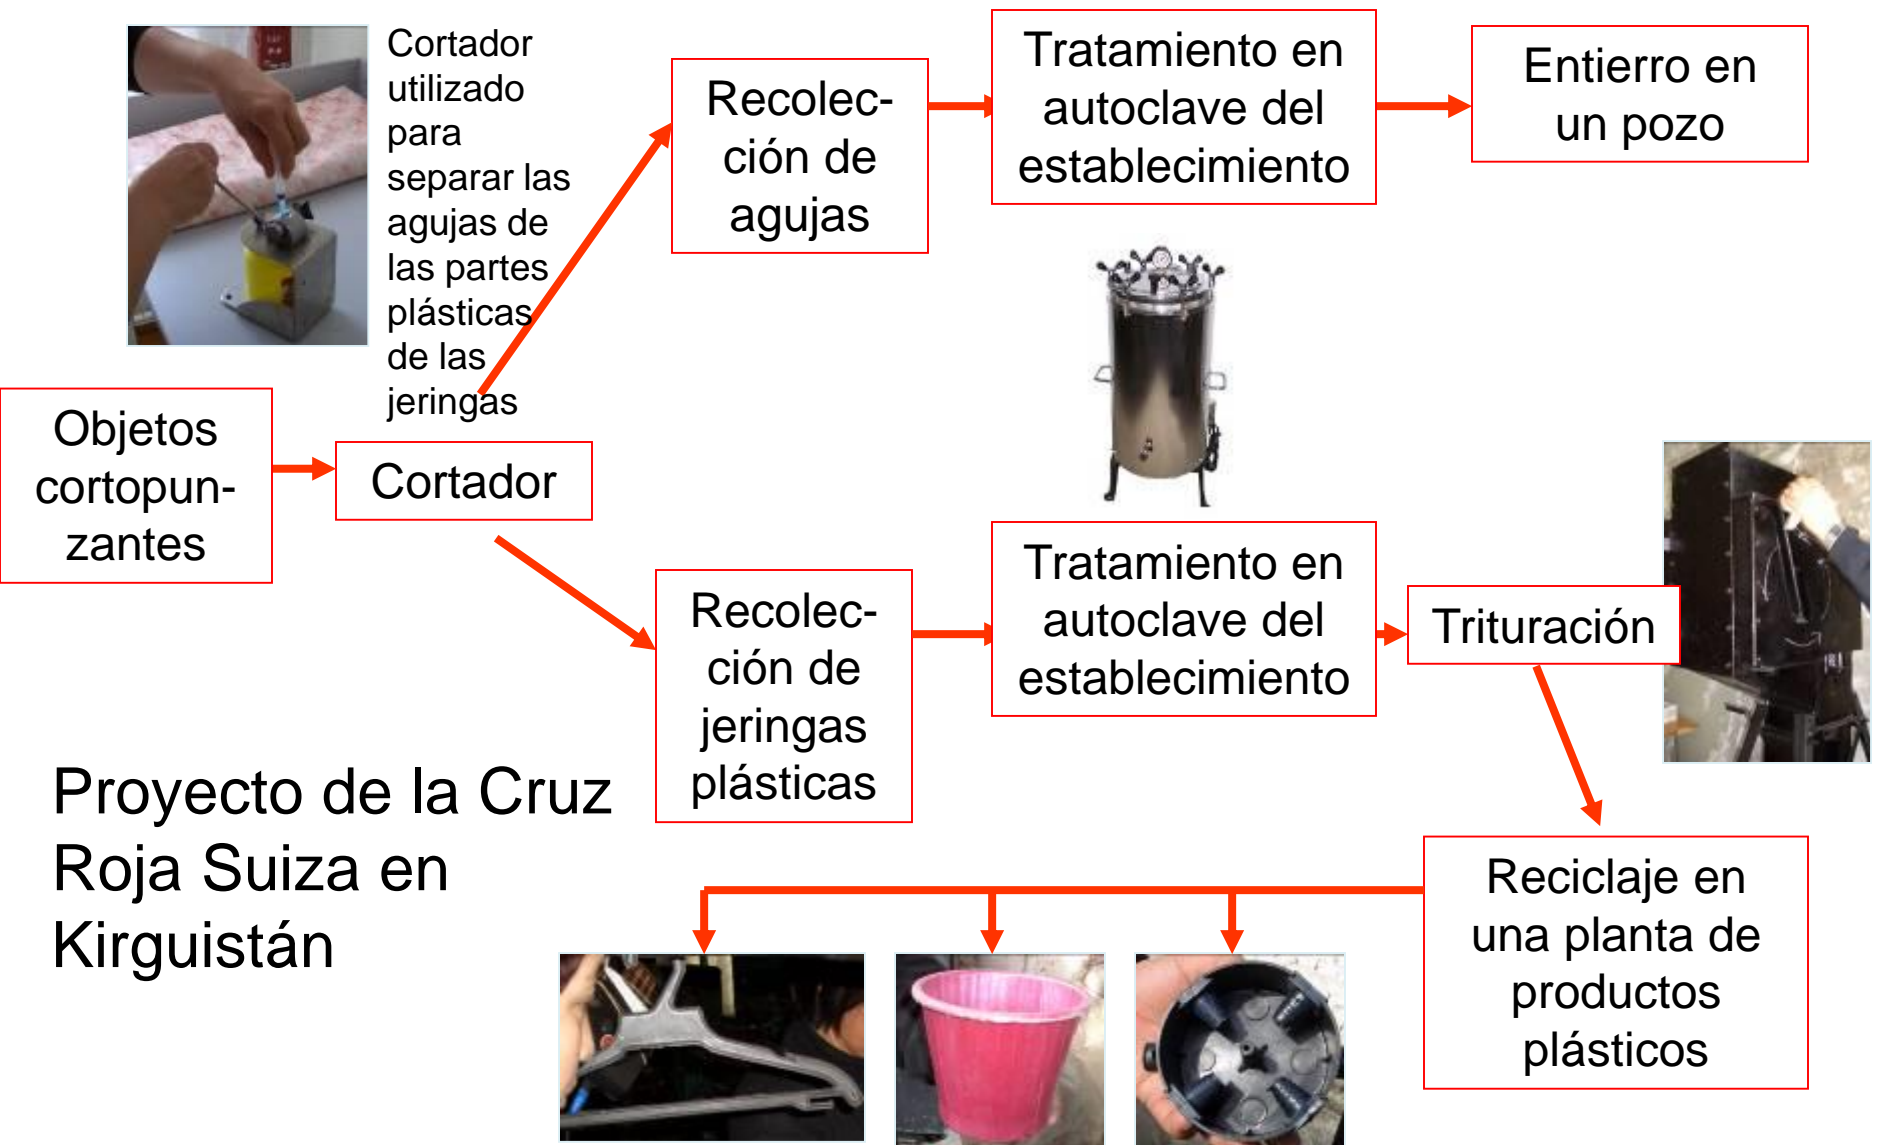 Cortador
utilizado
para
separar las
agujas de
las partes
plásticas
de las
jeringas
Recolec-
ción de
agujas
Tratamiento en
autoclave del
establecimiento
Entierro en
un pozo
Objetos
cortopun-
zantes
Cortador
Recolec-
ción de
jeringas
plásticas
Tratamiento en
autoclave del
establecimiento
Trituración
Proyecto de la Cruz
Roja Suiza en
Kirguistán
Reciclaje en
una planta de
productos
plásticos